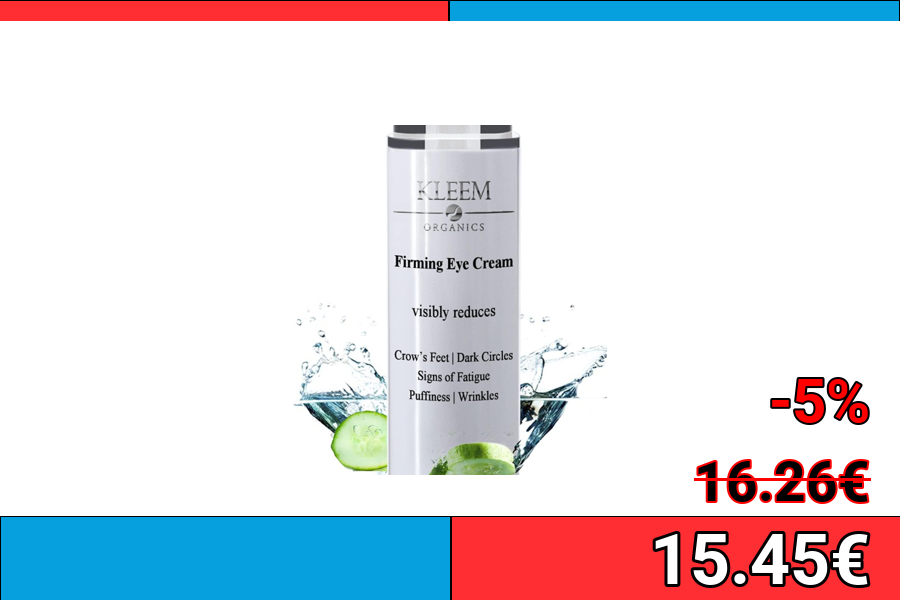 KLEEM
ORGANICS
Firming Eye Cream
visibly reduces
Crow's Feet | Dark Circles
Signs of Fatigue
Puffiness | Wrinkles
-5%
16.26€
15.45€